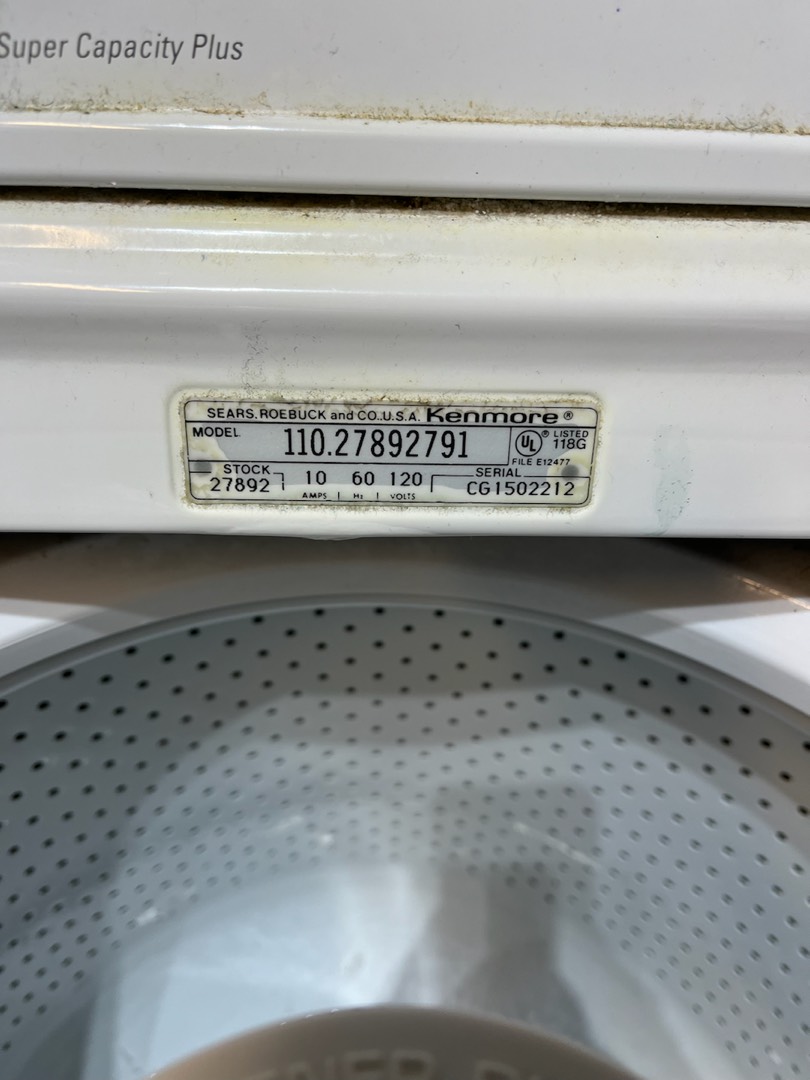 Super Capacity Plus
SEARS, ROEBUCK and CO., U.S.A. Kenmore ®
MODEL 110.27892791 UL ® LISTED 118G
FILE E12477
STOCK 27892 10 AMPS 60 Hz 120 VOLTS SERIAL CG1502212